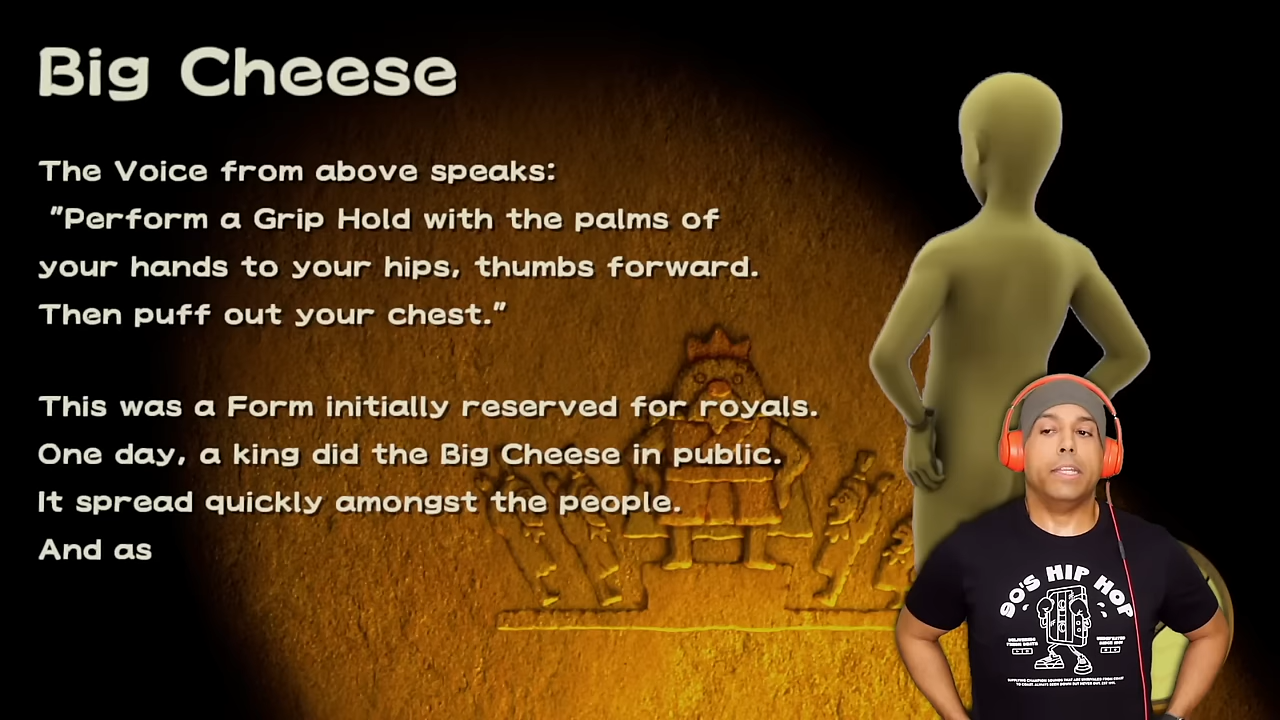 Big Cheese
The Voice from above speaks:
"Perform a Grip Hold with the palms of
your hands to your hips, thumbs forward.
Then puff out your chest."
This was a Form initially reserved for royals.
One day, a king did the Big Cheese in public.
It spread quickly amongst the people.
And as
90'S HIP HOP